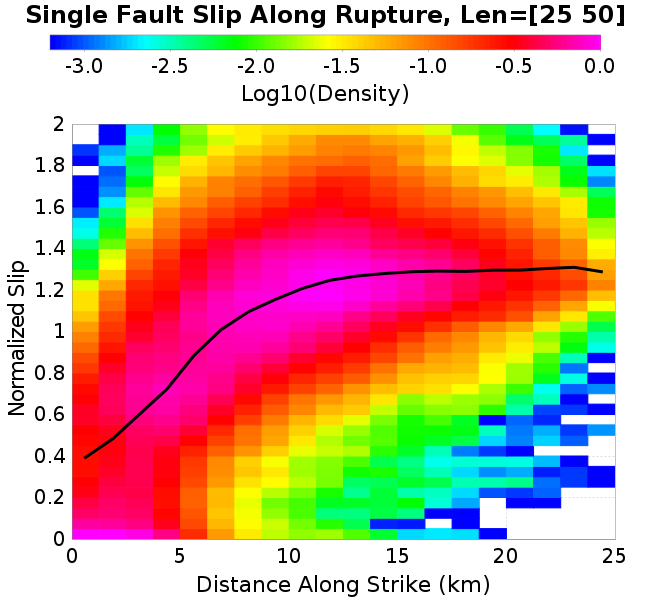 Single Fault Slip Along Rupture, Len=[25 50]
-3.0 -2.5 -2.0 -1.5 -1.0 -0.5 0.0
Log10(Density)
2
1.8
1.6
1.4
1.2
1
0.8
0.6
0.4
0.2
0
Normalized Slip
0 5 10 15 20 25
Distance Along Strike (km)